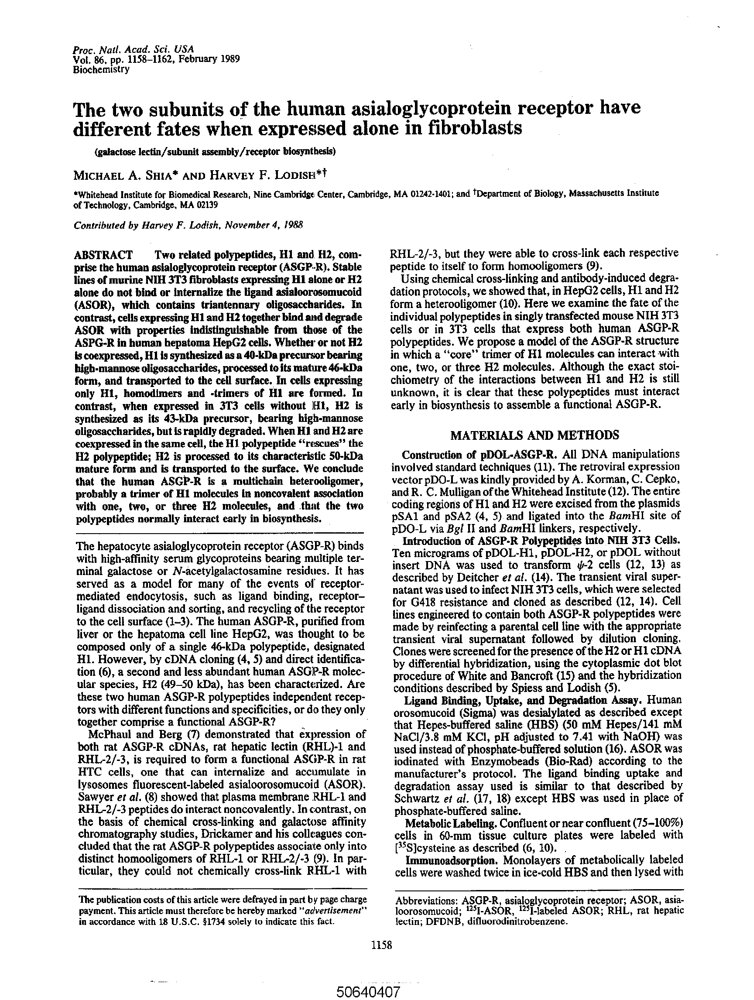 Proc. Natl. Acad. Sci. USA
Vol. 86, pp. 1158–1162, February 1989
Biochemistry
The two subunits of the human asialoglycoprotein receptor have
different fates when expressed alone in fibroblasts
(galactose lectin/subunit assembly/receptor biosynthesis)
MICHAEL A. SHIA* AND HARVEY F. LODISH*†
*Whitehead Institute for Biomedical Research, Nine Cambridge Center, Cambridge, MA 01242-1401; and †Department of Biology, Massachusetts Institute
of Technology, Cambridge, MA 02139
Contributed by Harvey F. Lodish, November 4, 1988
ABSTRACT Two related polypeptides, H1 and H2, com-
prise the human asialoglycoprotein receptor (ASGP-R). Stable
lines of murine NIH 3T3 fibroblasts expressing H1 alone or H2
alone do not bind or internalize the ligand asialoorosomucoid
(ASOR), which contains triantennary oligosaccharides. In
contrast, cells expressing H1 and H2 together bind and degrade
ASOR with properties indistinguishable from those of the
ASPG-R in human hepatoma HepG2 cells. Whether or not H2
is coexpressed, H1 is synthesized as a 40-kDa precursor bearing
high-mannose oligosaccharides, processed to its mature 46-kDa
form, and transported to the cell surface. In cells expressing
only H1, homodimers and -trimers of H1 are formed. In
contrast, when expressed in 3T3 cells without H1, H2 is
synthesized as its 43-kDa precursor, bearing high-mannose
oligosaccharides, but is rapidly degraded. When H1 and H2 are
coexpressed in the same cell, the H1 polypeptide "rescues" the
H2 polypeptide; H2 is processed to its characteristic 50-kDa
mature form and is transported to the surface. We conclude
that the human ASGP-R is a multichain heterooligomer,
probably a trimer of H1 molecules in noncovalent association
with one, two, or three H2 molecules, and that the two
polypeptides normally interact early in biosynthesis.
The hepatocyte asialoglycoprotein receptor (ASGP-R) binds
with high-affinity serum glycoproteins bearing multiple ter-
minal galactose or N-acetylgalactosamine residues. It has
served as a model for many of the events of receptor-
mediated endocytosis, such as ligand binding, receptor–
ligand dissociation and sorting, and recycling of the receptor
to the cell surface (1–3). The human ASGP-R, purified from
liver or the hepatoma cell line HepG2, was thought to be
composed only of a single 46-kDa polypeptide, designated
H1. However, by cDNA cloning (4, 5) and direct identifica-
tion (6), a second and less abundant human ASGP-R molec-
ular species, H2 (49–50 kDa), has been characterized. Are
these two human ASGP-R polypeptides independent recep-
tors with different functions and specificities, or do they only
together comprise a functional ASGP-R?
McPhaul and Berg (7) demonstrated that expression of
both rat ASGP-R cDNAs, rat hepatic lectin (RHL)-1 and
RHL-2/-3, is required to form a functional ASGP-R in rat
HTC cells, one that can internalize and accumulate in
lysosomes fluorescent-labeled asialoorosomucoid (ASOR).
Sawyer et al. (8) showed that plasma membrane RHL-1 and
RHL-2/-3 peptides do interact noncovalently. In contrast, on
the basis of chemical cross-linking and galactose affinity
chromatography studies, Drickamer and his colleagues con-
cluded that the rat ASGP-R polypeptides associate only into
distinct homooligomers of RHL-1 or RHL-2/-3 (9). In par-
ticular, they could not chemically cross-link RHL-1 with
The publication costs of this article were defrayed in part by page charge
payment. This article must therefore be hereby marked "advertisement"
in accordance with 18 U.S.C. §1734 solely to indicate this fact.
RHL-2/-3, but they were able to cross-link each respective
peptide to itself to form homooligomers (9).
Using chemical cross-linking and antibody-induced degra-
dation protocols, we showed that, in HepG2 cells, H1 and H2
form a heterooligomer (10). Here we examine the fate of the
individual polypeptides in singly transfected mouse NIH 3T3
cells or in 3T3 cells that express both human ASGP-R
polypeptides. We propose a model of the ASGP-R structure
in which a "core" trimer of H1 molecules can interact with
one, two, or three H2 molecules. Although the exact stoi-
chiometry of the interactions between H1 and H2 is still
unknown, it is clear that these polypeptides must interact
early in biosynthesis to assemble a functional ASGP-R.
MATERIALS AND METHODS
Construction of pDOL-ASGP-R. All DNA manipulations
involved standard techniques (11). The retroviral expression
vector pDO-L was kindly provided by A. Korman, C. Cepko,
and R. C. Mulligan of the Whitehead Institute (12). The entire
coding regions of H1 and H2 were excised from the plasmids
pSA1 and pSA2 (4, 5) and ligated into the BamHI site of
pDO-L via Bgl II and BamHI linkers, respectively.
Introduction of ASGP-R Polypeptides into NIH 3T3 Cells.
Ten micrograms of pDOL-H1, pDOL-H2, or pDOL without
insert DNA was used to transform ψ-2 cells (12, 13) as
described by Deitcher et al. (14). The transient viral super-
natant was used to infect NIH 3T3 cells, which were selected
for G418 resistance and cloned as described (12, 14). Cell
lines engineered to contain both ASGP-R polypeptides were
made by reinfecting a parental cell line with the appropriate
transient viral supernatant followed by dilution cloning.
Clones were screened for the presence of the H2 or H1 cDNA
by differential hybridization, using the cytoplasmic dot blot
procedure of White and Bancroft (15) and the hybridization
conditions described by Spiess and Lodish (5).
Ligand Binding, Uptake, and Degradation Assay. Human
orosomucoid (Sigma) was desialylated as described except
that Hepes-buffered saline (HBS) (50 mM Hepes/141 mM
NaCl/3.8 mM KCl, pH adjusted to 7.41 with NaOH) was
used instead of phosphate-buffered solution (16). ASOR was
iodinated with Enzymobeads (Bio-Rad) according to the
manufacturer's protocol. The ligand binding uptake and
degradation assay used is similar to that described by
Schwartz et al. (17, 18) except HBS was used in place of
phosphate-buffered saline.
Metabolic Labeling. Confluent or near confluent (75–100%)
cells in 60-mm tissue culture plates were labeled with
[³⁵S]cysteine as described (6, 10).
Immunoadsorption. Monolayers of metabolically labeled
cells were washed twice in ice-cold HBS and then lysed with
Abbreviations: ASGP-R, asialoglycoprotein receptor; ASOR, asia-
loorosomucoid; ¹²⁵I-ASOR, ¹²⁵I-labeled ASOR; RHL, rat hepatic
lectin; DFDNB, difluorodinitrobenzene.
1158
50640407